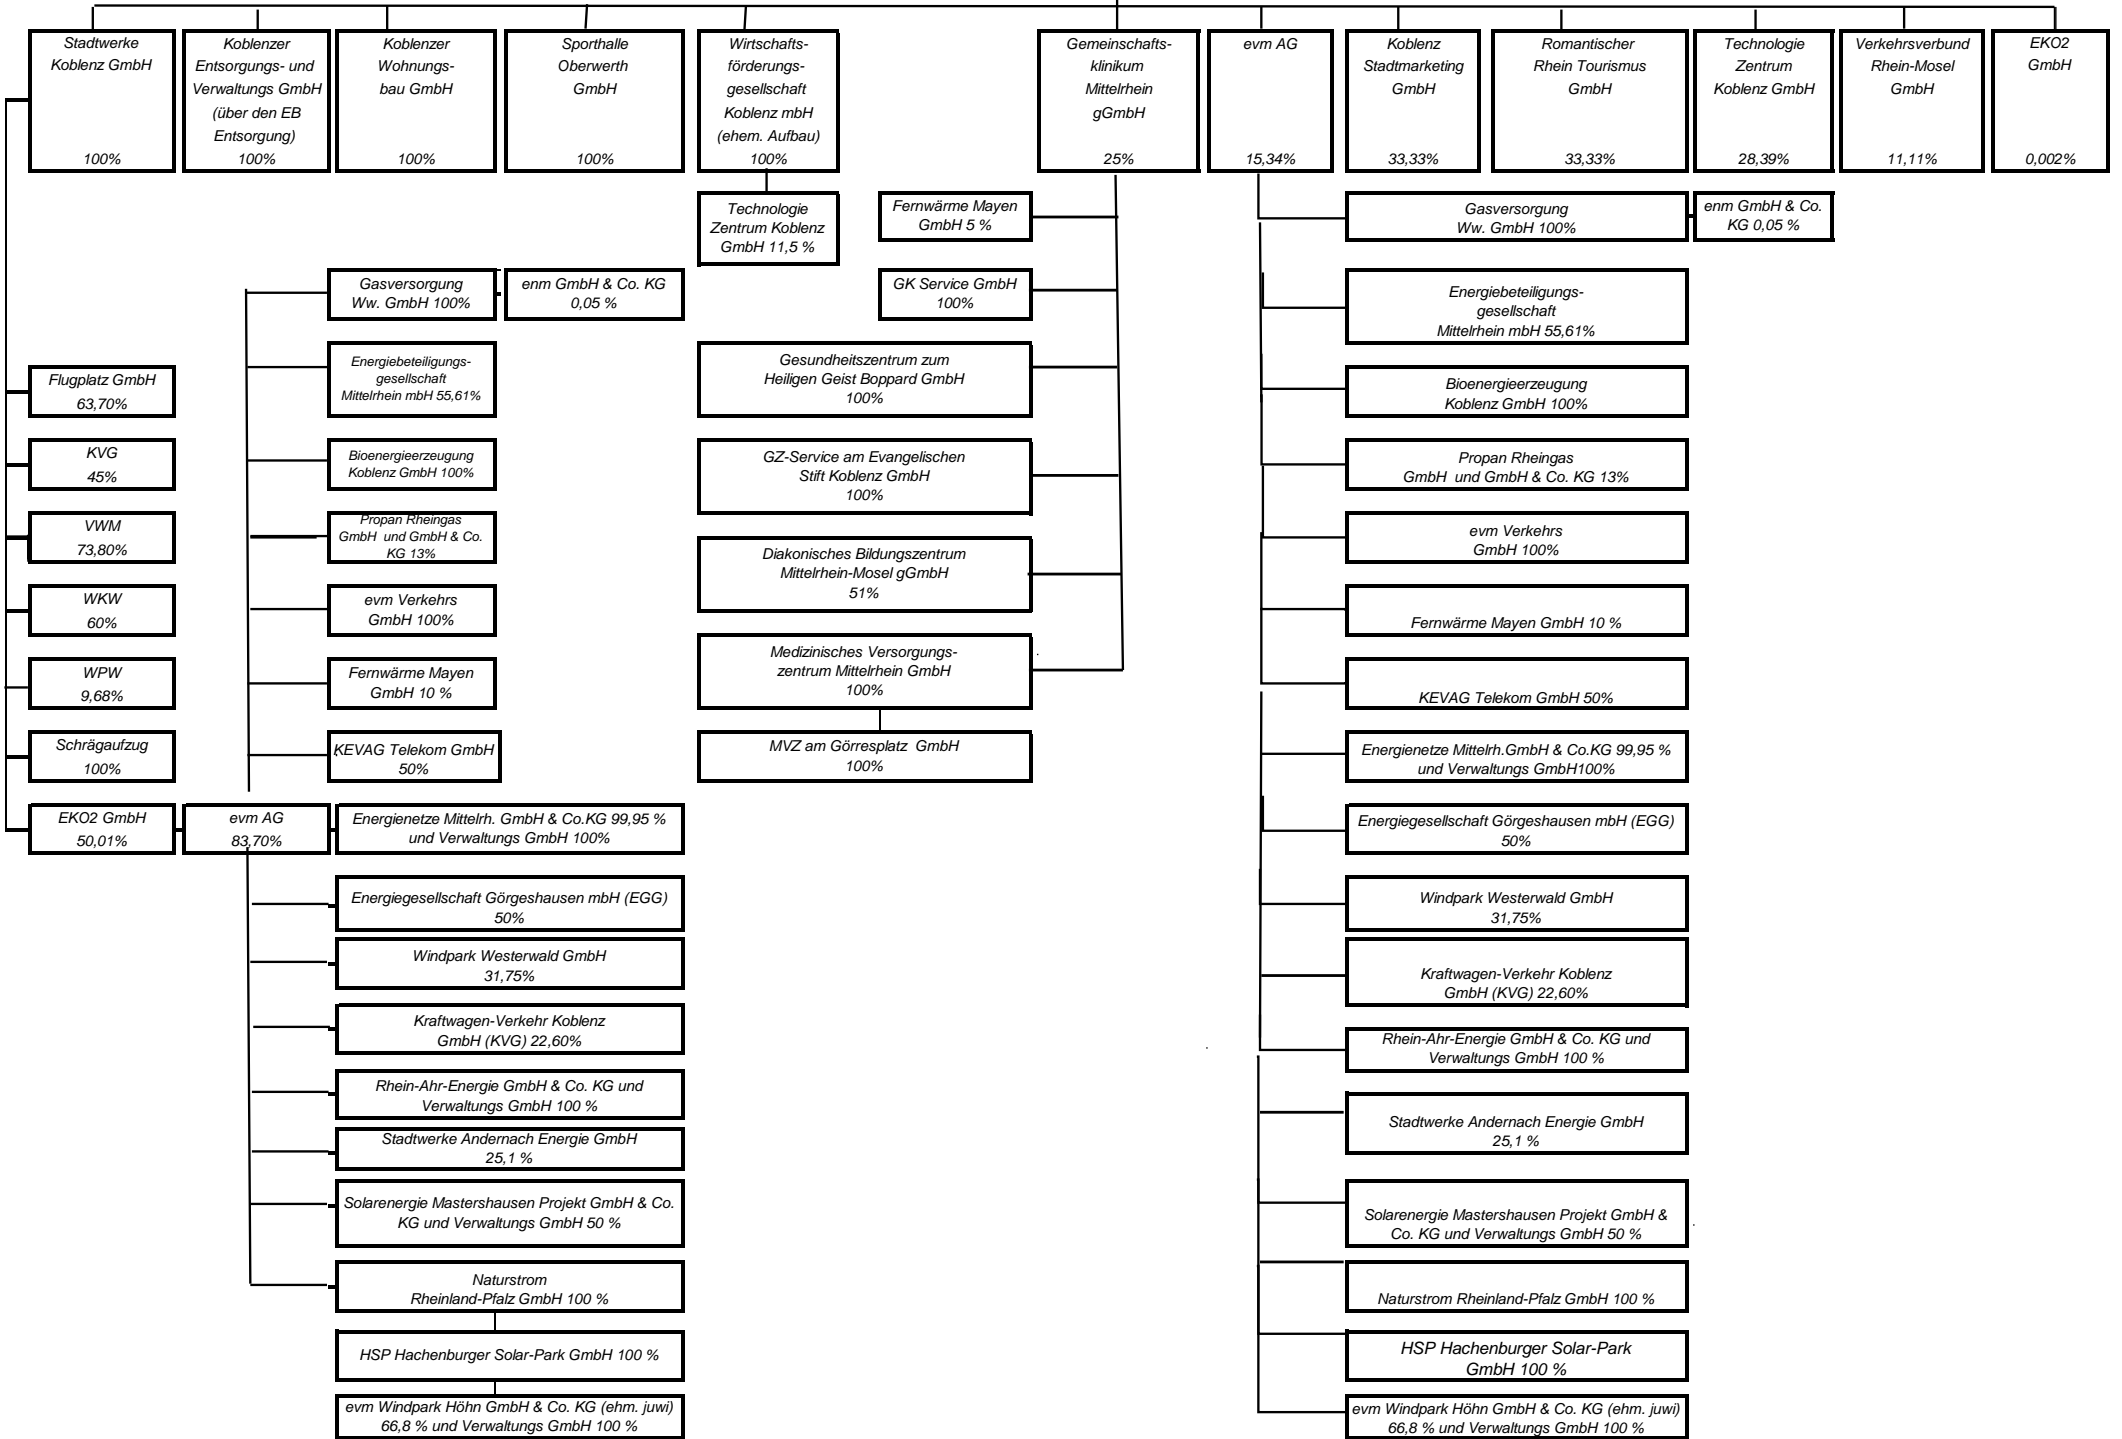 Stadtwerke
Koblenz GmbH
100%
Koblenzer
Entsorgungs- und
Verwaltungs GmbH
(über den EB
Entsorgung)
100%
Koblenzer
Wohnungs-
bau GmbH
100%
Sporthalle
Oberwerth
GmbH
100%
Wirtschafts-
förderungs-
gesellschaft
Koblenz mbH
(ehem. Aufbau)
100%
Gemeinschafts-
klinikum
Mittelrhein
gGmbH
25%
evm AG
15,34%
Koblenz
Stadtmarketing
GmbH
33,33%
Romantischer
Rhein Tourismus
GmbH
33,33%
Technologie
Zentrum
Koblenz GmbH
28,39%
Verkehrsverbund
Rhein-Mosel
GmbH
11,11%
EKO2
GmbH
0,002%
Flugplatz GmbH
63,70%
KVG
45%
VWM
73,80%
WKW
60%
WPW
9,68%
Schrägaufzug
100%
EKO2 GmbH
50,01%
evm AG
83,70%
Gasversorgung
Ww. GmbH 100%
enm GmbH & Co. KG
0,05 %
Energiebeteiligungs-
gesellschaft
Mittelrhein mbH 55,61%
Bioenergieerzeugung
Koblenz GmbH 100%
Propan Rheingas
GmbH und GmbH & Co.
KG 13%
evm Verkehrs
GmbH 100%
Fernwärme Mayen
GmbH 10 %
KEVAG Telekom GmbH
50%
Energienetze Mittelrh. GmbH & Co.KG 99,95 %
und Verwaltungs GmbH 100%
Energiegesellschaft Görgeshausen mbH (EGG)
50%
Windpark Westerwald GmbH
31,75%
Kraftwagen-Verkehr Koblenz
GmbH (KVG) 22,60%
Rhein-Ahr-Energie GmbH & Co. KG und
Verwaltungs GmbH 100 %
Stadtwerke Andernach Energie GmbH
25,1 %
Solarenergie Mastershausen Projekt GmbH & Co.
KG und Verwaltungs GmbH 50 %
Naturstrom
Rheinland-Pfalz GmbH 100 %
HSP Hachenburger Solar-Park GmbH 100 %
evm Windpark Höhn GmbH & Co. KG (ehm. juwi)
66,8 % und Verwaltungs GmbH 100 %
Technologie
Zentrum Koblenz
GmbH 11,5 %
Fernwärme Mayen
GmbH 5 %
GK Service GmbH
100%
Gesundheitszentrum zum
Heiligen Geist Boppard GmbH
100%
GZ-Service am Evangelischen
Stift Koblenz GmbH
100%
Diakonisches Bildungszentrum
Mittelrhein-Mosel gGmbH
51%
Medizinisches Versorgungs-
zentrum Mittelrhein GmbH
100%
MVZ am Görresplatz GmbH
100%
Gasversorgung
Ww. GmbH 100%
enm GmbH & Co.
KG 0,05 %
Energiebeteiligungs-
gesellschaft
Mittelrhein mbH 55,61%
Bioenergieerzeugung
Koblenz GmbH 100%
Propan Rheingas
GmbH und GmbH & Co. KG 13%
evm Verkehrs
GmbH 100%
Fernwärme Mayen GmbH 10 %
KEVAG Telekom GmbH 50%
Energienetze Mittelrh.GmbH & Co.KG 99,95 %
und Verwaltungs GmbH100%
Energiegesellschaft Görgeshausen mbH (EGG)
50%
Windpark Westerwald GmbH
31,75%
Kraftwagen-Verkehr Koblenz
GmbH (KVG) 22,60%
Rhein-Ahr-Energie GmbH & Co. KG und
Verwaltungs GmbH 100 %
Stadtwerke Andernach Energie GmbH
25,1 %
Solarenergie Mastershausen Projekt GmbH &
Co. KG und Verwaltungs GmbH 50 %
Naturstrom Rheinland-Pfalz GmbH 100 %
HSP Hachenburger Solar-Park
GmbH 100 %
evm Windpark Höhn GmbH & Co. KG (ehm. juwi)
66,8 % und Verwaltungs GmbH 100 %